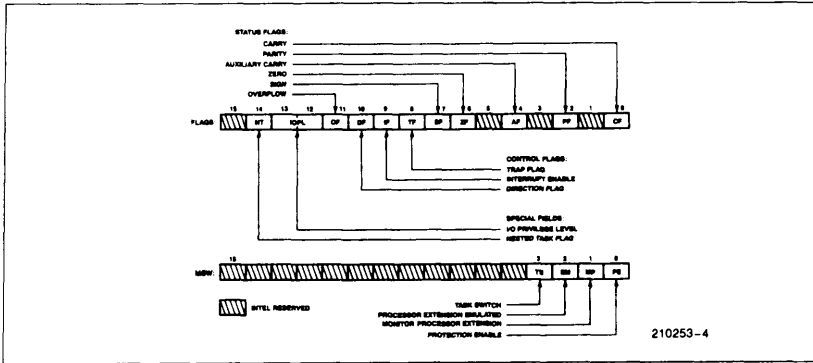 STATUS FLAGS:
CARRY
PARITY
AUXILIARY CARRY
ZERO
SIGN
OVERFLOW
15 14 13 12 11 10 9 8 7 6 5 4 3 2 1 0
FLAGS NT IOPL OF DF IF TF SF ZF AF PF CF
CONTROL FLAGS:
TRAP FLAG
INTERRUPT ENABLE
DIRECTION FLAG
SPECIAL FIELDS:
I/O PRIVILEGE LEVEL
NESTED TASK FLAG
15 3 2 1 0
MSW: TS EM MP PE
INTEL RESERVED
TASK SWITCH
PROCESSOR EXTENSION EMULATED
MONITOR PROCESSOR EXTENSION
PROTECTION ENABLE
210253-4